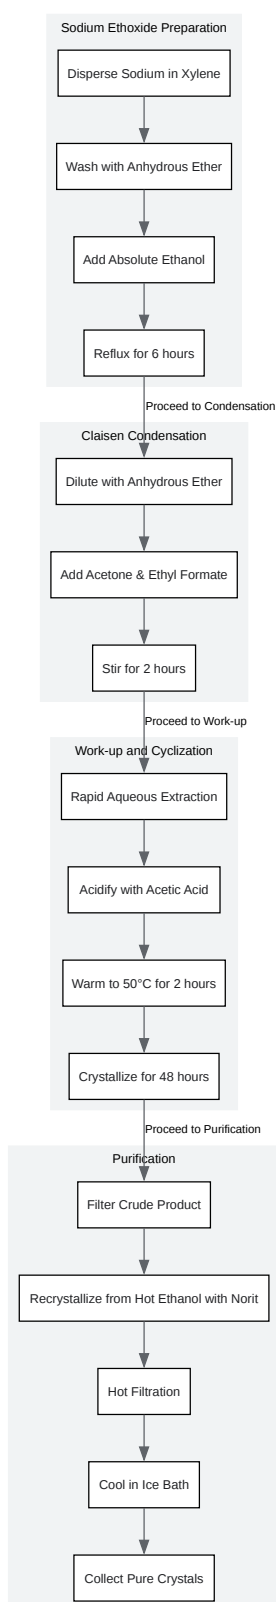 Sodium Ethoxide Preparation
Disperse Sodium in Xylene
Wash with Anhydrous Ether
Add Absolute Ethanol
Reflux for 6 hours
Proceed to Condensation
Claisen Condensation
Dilute with Anhydrous Ether
Add Acetone & Ethyl Formate
Stir for 2 hours
Proceed to Work-up
Work-up and Cyclization
Rapid Aqueous Extraction
Acidify with Acetic Acid
Warm to 50°C for 2 hours
Crystallize for 48 hours
Proceed to Purification
Purification
Filter Crude Product
Recrystallize from Hot Ethanol with Norit
Hot Filtration
Cool in Ice Bath
Collect Pure Crystals